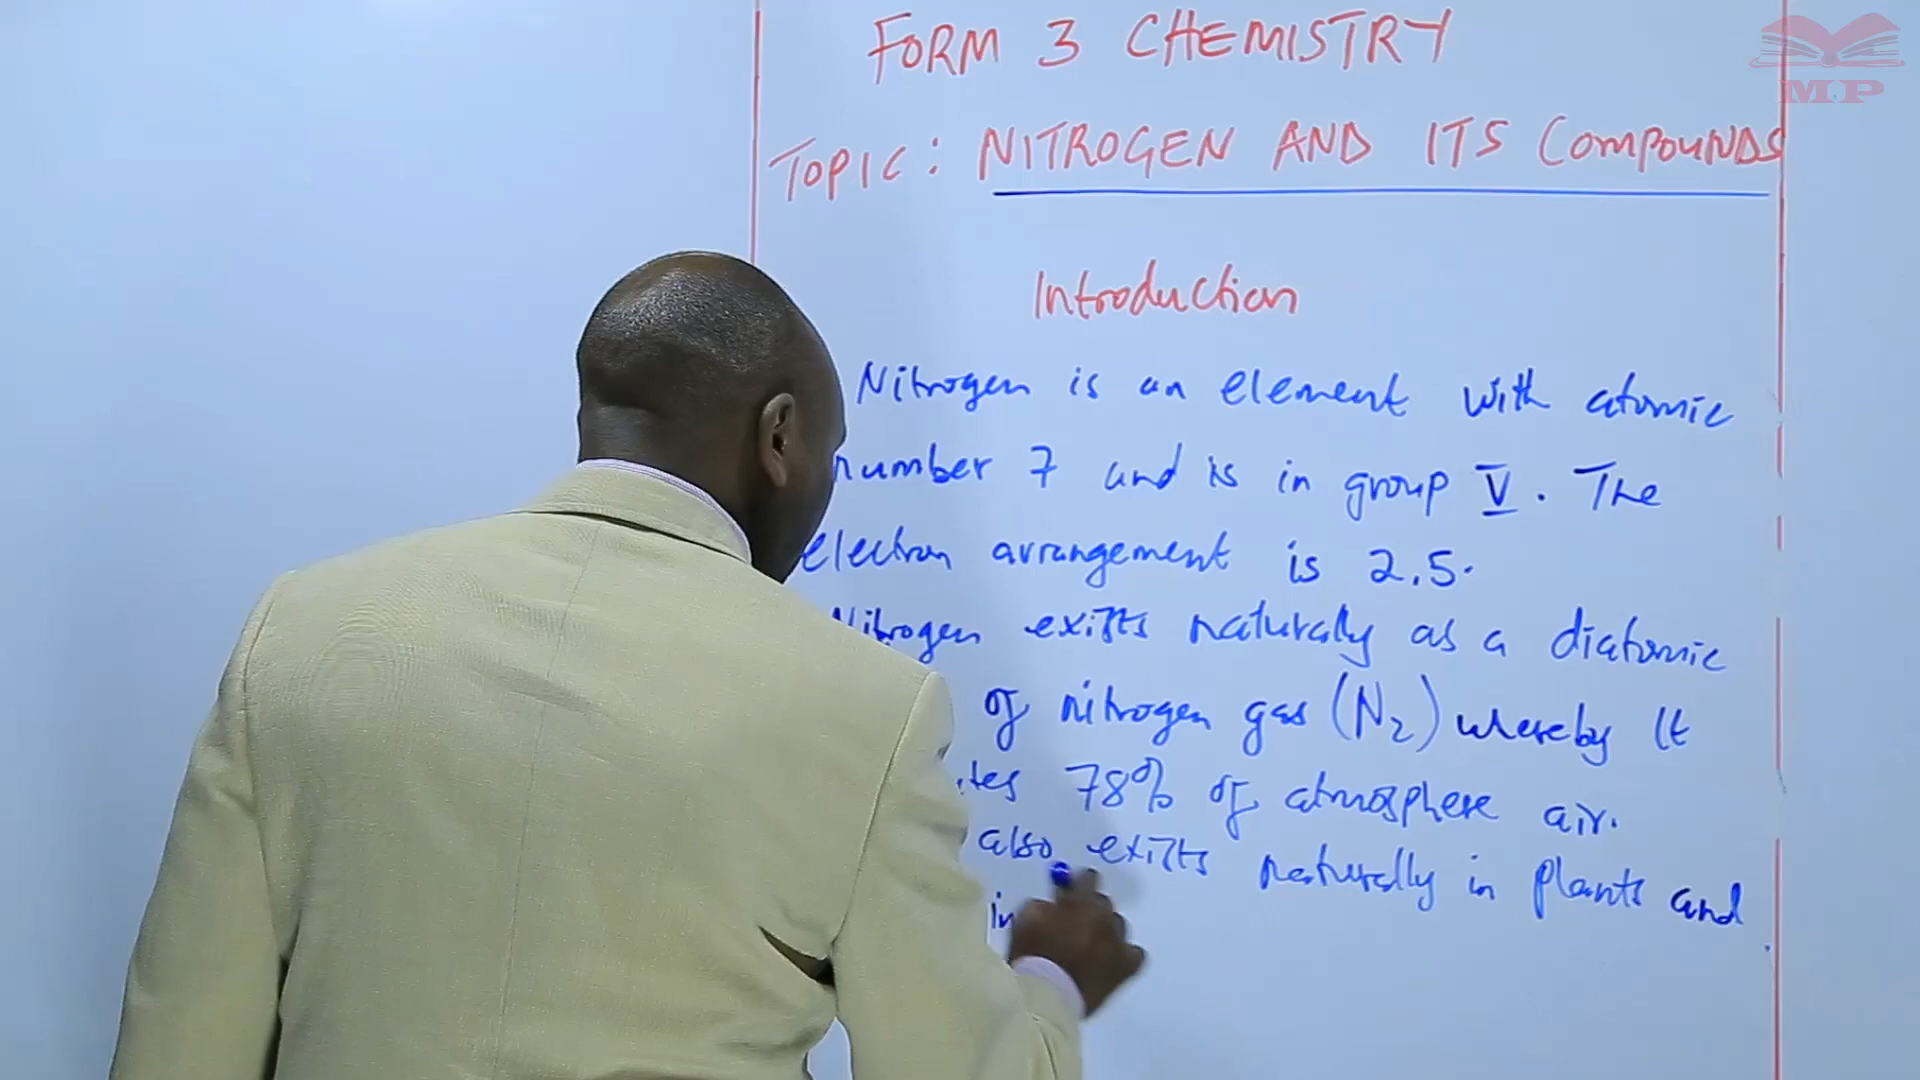 FORM 3 CHEMISTRY
M.P
TOPIC: NITROGEN AND ITS COMPOUNDS
Introduction
Nitrogen is an element with atomic
number 7 and is in group V. The
electron arrangement is 2.5.
Nitrogen exists naturally as a diatomic
of nitrogen gas (N2) whereby it
78% of atmosphere air.
also exists naturally in plants and
in